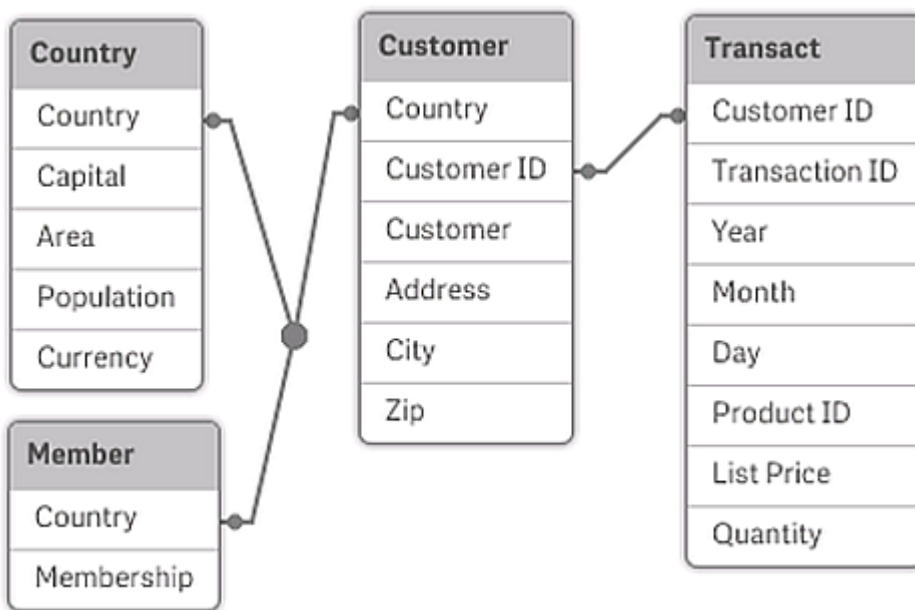 Country
Country
Capital
Area
Population
Currency
Member
Country
Membership
Customer
Country
Customer ID
Customer
Address
City
Zip
Transact
Customer ID
Transaction ID
Year
Month
Day
Product ID
List Price
Quantity